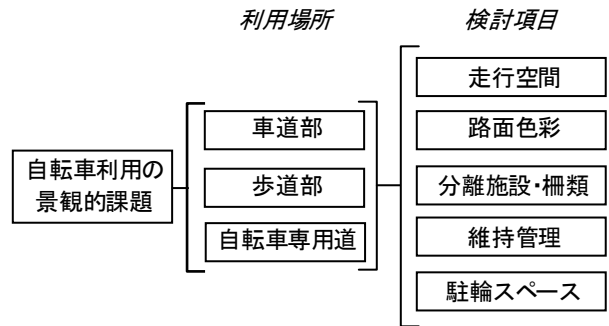 利用場所
検討項目
自転車利用の
景観的課題
車道部
歩道部
自転車専用道
走行空間
路面色彩
分離施設・柵類
維持管理
駐輪スペース